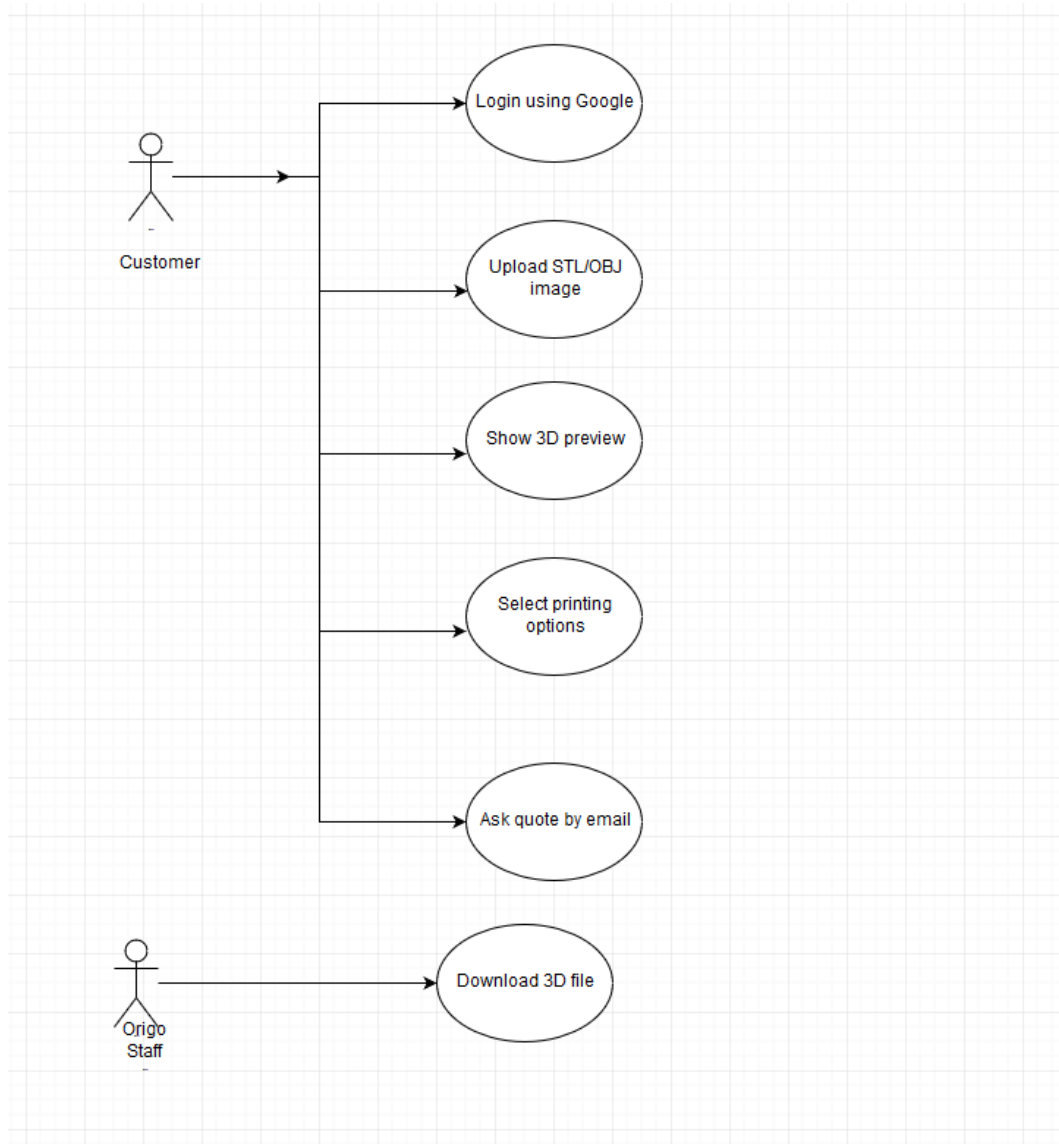 Login using Google
Customer
Upload STL/OBJ
image
Show 3D preview
Select printing
options
Ask quote by email
Download 3D file
Origo
Staff